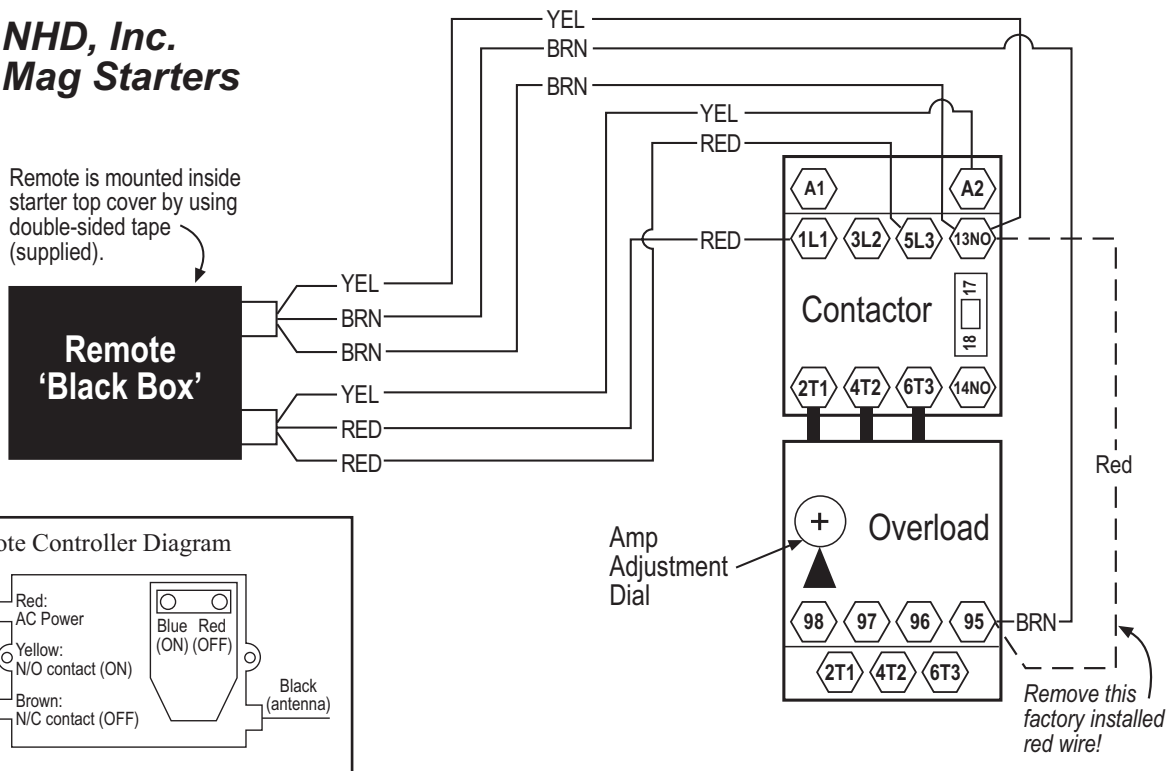 NHD, Inc.
Mag Starters
Remote is mounted inside
starter top cover by using
double-sided tape
(supplied).
Remote
'Black Box'
YEL
BRN
BRN
YEL
RED
RED
YEL
BRN
BRN
YEL
RED
RED
A1
A2
1L1
3L2
5L3
13NO
Contactor
17
18
2T1
4T2
6T3
14NO
Red
Amp
Adjustment
Dial
Overload
98
97
96
95
BRN
2T1
4T2
6T3
Remove this
factory installed
red wire!
ote Controller Diagram
Red:
AC Power
Yellow:
N/O contact (ON)
Brown:
N/C contact (OFF)
Blue Red
(ON) (OFF)
Black
(antenna)